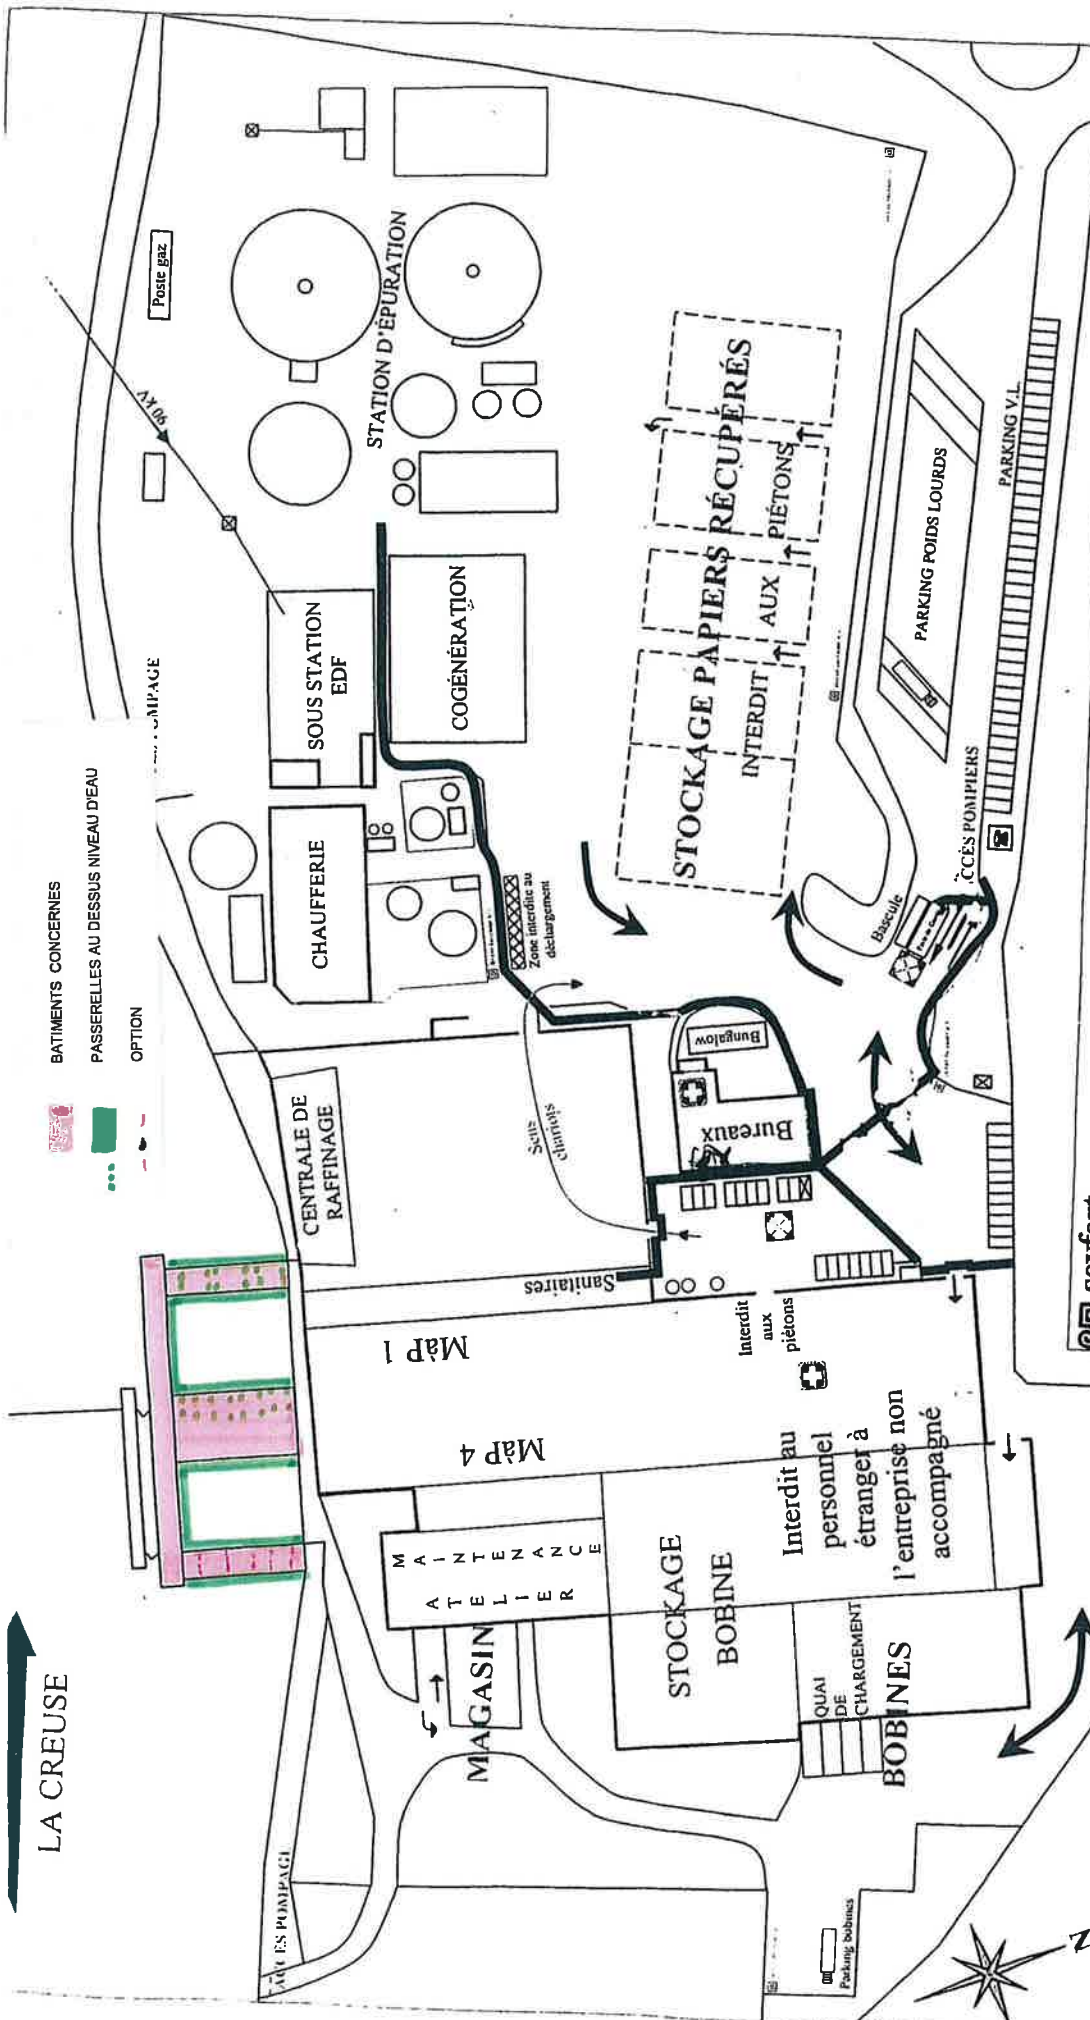 LA CREUSE
BATIMENTS CONCERNES
PASSERELLES AU DESSUS NIVEAU D'EAU
OPTION
Poste gaz
90 KV
STATION D'ÉPURATION
SOUS STATION
EDF
COGÉNÉRATION
CHAUFFERIE
Zone interdite au
déchargement
STOCKAGE PAPIERS RÉCUPÉRÉS
INTERDIT AUX PIÉTONS
PARKING POIDS LOURDS
PARKING V.L.
CCÈS POMPIERS
Bascule
Bungalow
Bureaux
Sens
chariots
CENTRALE DE
RAFFINAGE
Sanitaires
MàP 1
MàP 4
Interdit
aux
piétons
Interdit au
personnel
étranger à
l'entreprise non
accompagné
ATELIER
MAINTENANCE
MAGASIN
STOCKAGE
BOBINE
QUAI
DE
CHARGEMENT
BOBINES
ACCES POMPAGE
Parking bobines
N